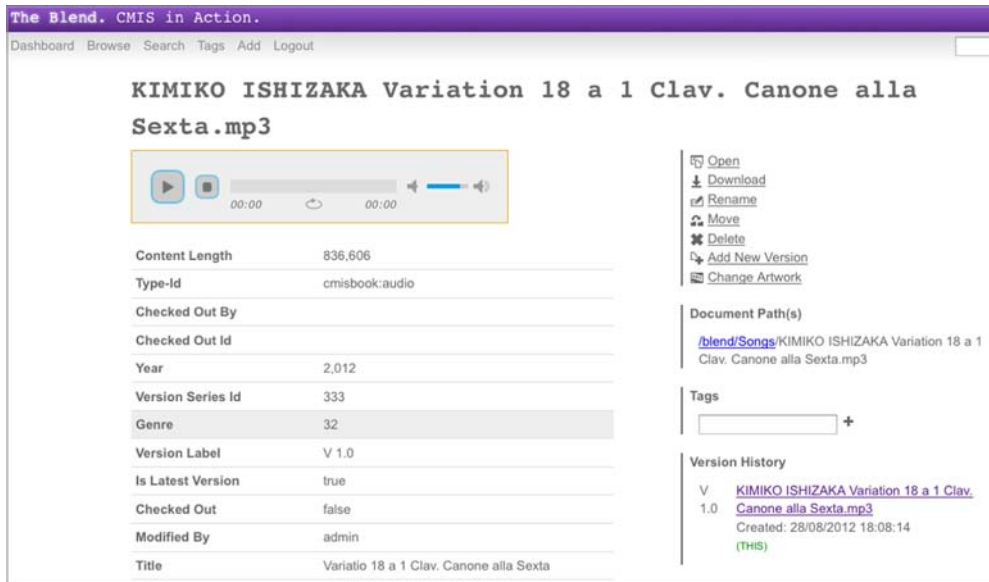 The Blend. CMIS in Action.
Dashboard Browse Search Tags Add Logout
KIMIKO ISHIZAKA Variation 18 a 1 Clav. Canone alla
Sexta.mp3
00:00 00:00
Content Length 836,606
Type-Id cmisbook:audio
Checked Out By
Checked Out Id
Year 2,012
Version Series Id 333
Genre 32
Version Label V 1.0
Is Latest Version true
Checked Out false
Modified By admin
Title Variatio 18 a 1 Clav. Canone alla Sexta
Open
Download
Rename
Move
Delete
Add New Version
Change Artwork
Document Path(s)
/blend/Songs/KIMIKO ISHIZAKA Variation 18 a 1
Clav. Canone alla Sexta.mp3
Tags
Version History
V KIMIKO ISHIZAKA Variation 18 a 1 Clav.
1.0 Canone alla Sexta.mp3
Created: 28/08/2012 18:08:14
(THIS)